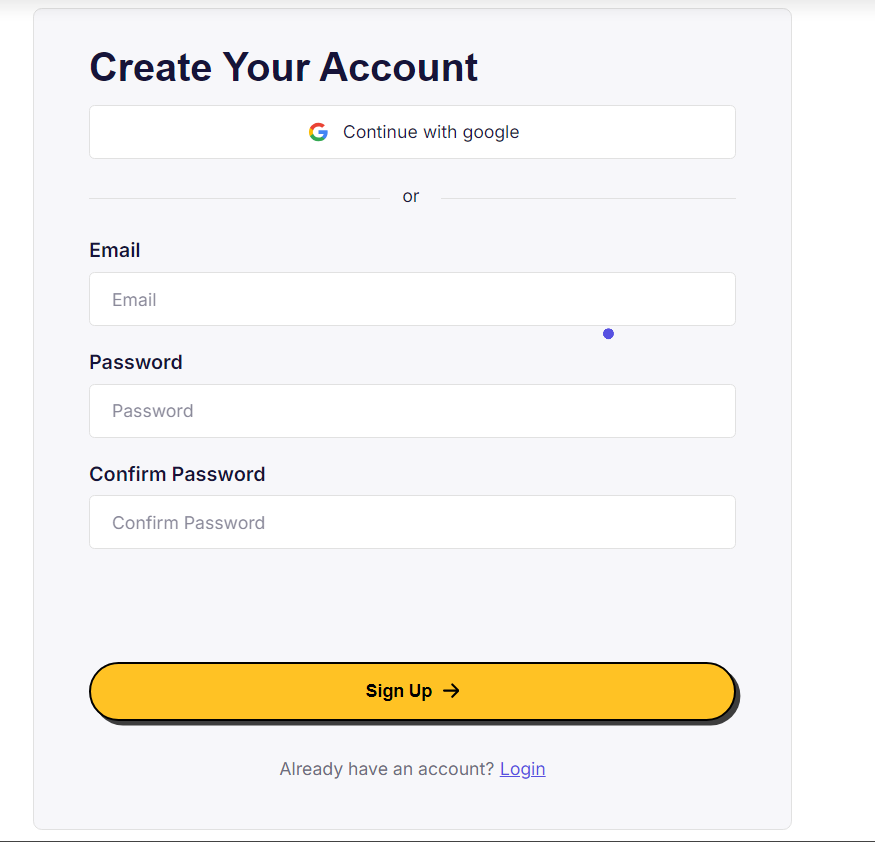 Create Your Account
Continue with google
or
Email
Email
Password
Password
Confirm Password
Confirm Password
Sign Up →
Already have an account? Login